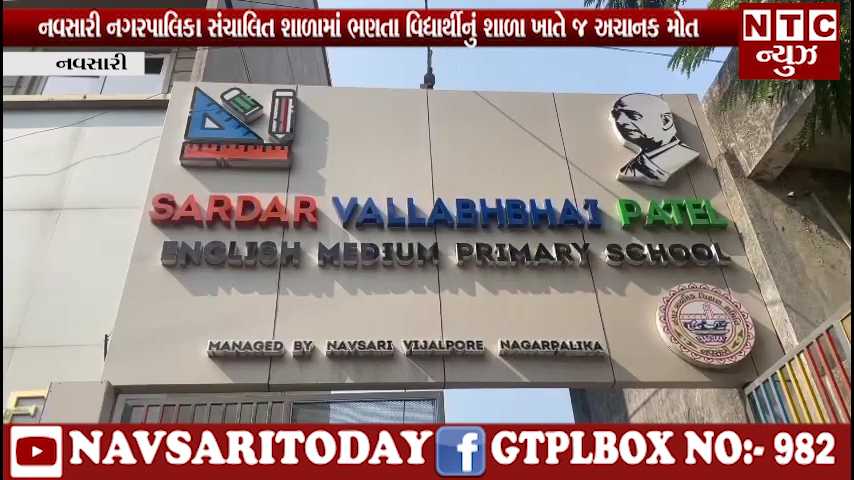 નવસારી નગરપાલિકા સંચાલિત શાળામાં ભણતા વિદ્યાર્થીનું શાળા ખાતે જ અચાનક મોત
NTC
ન્યુઝ
નવસારી
SARDAR VALLABHBHAI PATEL
ENGLISH MEDIUM PRIMARY SCHOOL
MANAGED BY NAVSARI VIJALPORE NAGARPALIKA
NAVSARITODAY
GTPLBOX NO:- 982